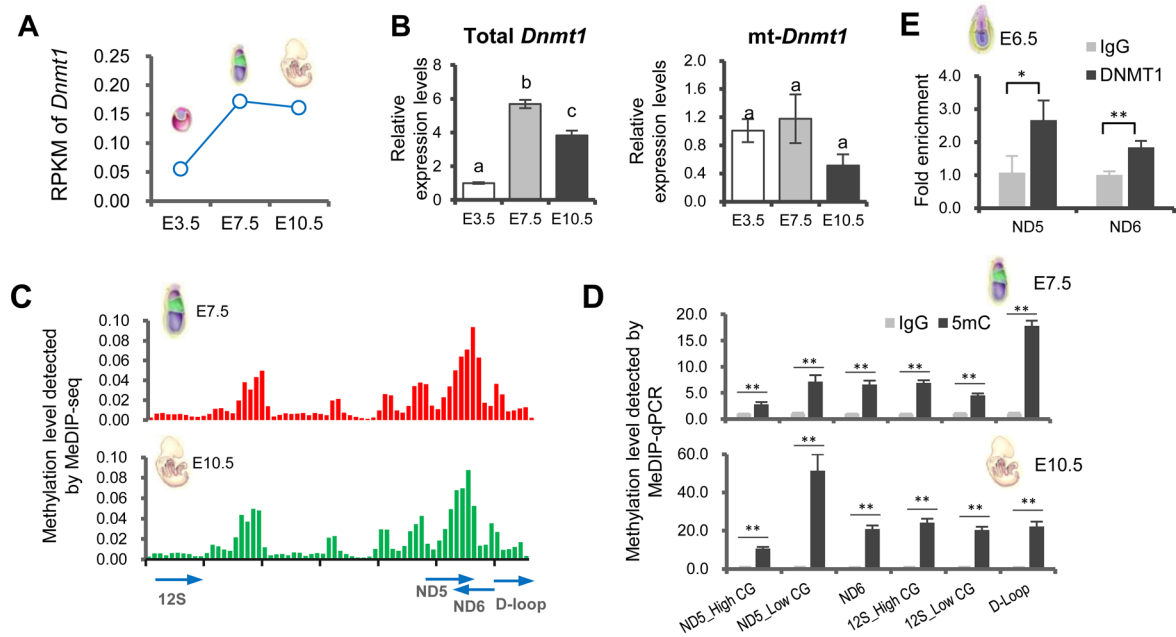 A
RPKM of Dnmt1
0.25
0.20
0.15
0.10
0.05
0.00
E3.5 E7.5 E10.5
B
Total Dnmt1
Relative
expression levels
8
6
4
2
0
a
b
c
E3.5 E7.5 E10.5
mt-Dnmt1
Relative
expression levels
2.0
1.6
1.2
0.8
0.4
0.0
a
a
a
E3.5 E7.5 E10.5
E
E6.5
IgG
DNMT1
Fold enrichment
4.0
3.0
2.0
1.0
0.0
*
**
ND5 ND6
C
Methylation level detected
by MeDIP-seq
E7.5
0.10
0.08
0.06
0.04
0.02
0.00
E10.5
0.10
0.08
0.06
0.04
0.02
0.00
12S
ND5
ND6
D-loop
D
Methylation level detected by
MeDIP-qPCR
E7.5
IgG 5mC
20.0
15.0
10.0
5.0
0.0
** ** ** ** ** **
E10.5
60.0
40.0
20.0
0.0
** ** ** ** ** **
ND5_High CG
ND5_Low CG
ND6
12S_High CG
12S_Low CG
D-Loop